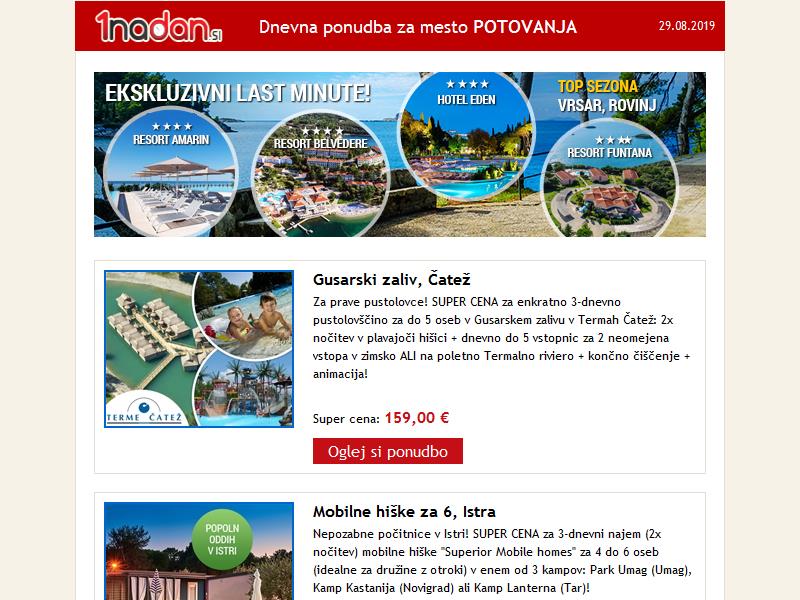 1nadan.SI
Dnevna ponudba za mesto POTOVANJA
29.08.2019
EKSKLUZIVNI LAST MINUTE!
TOP SEZONA
VRSAR, ROVINJ
★★★★
RESORT AMARIN
★★★★
RESORT BELVEDERE
★★★★
HOTEL EDEN
★★★★
RESORT FUNTANA
TERME ČATEŽ
Gusarski zaliv, Čatež
Za prave pustolovce! SUPER CENA za enkratno 3-dnevno
pustolovščino za do 5 oseb v Gusarskem zalivu v Termah Čatež: 2x
nočitev v plavajoči hišici + dnevno do 5 vstopnic za 2 neomejena
vstopa v zimsko ALI na poletno Termalno riviero + končno čiščenje +
animacija!
Super cena: 159,00 €
Oglej si ponudbo
POPOLN
ODDIH
V ISTRI
Mobilne hiške za 6, Istra
Nepozabne počitnice v Istri! SUPER CENA za 3-dnevni najem (2x
nočitev) mobilne hiške "Superior Mobile homes" za 4 do 6 oseb
(idealne za družine z otroki) v enem od 3 kampov: Park Umag (Umag),
Kamp Kastanija (Novigrad) ali Kamp Lanterna (Tar)!